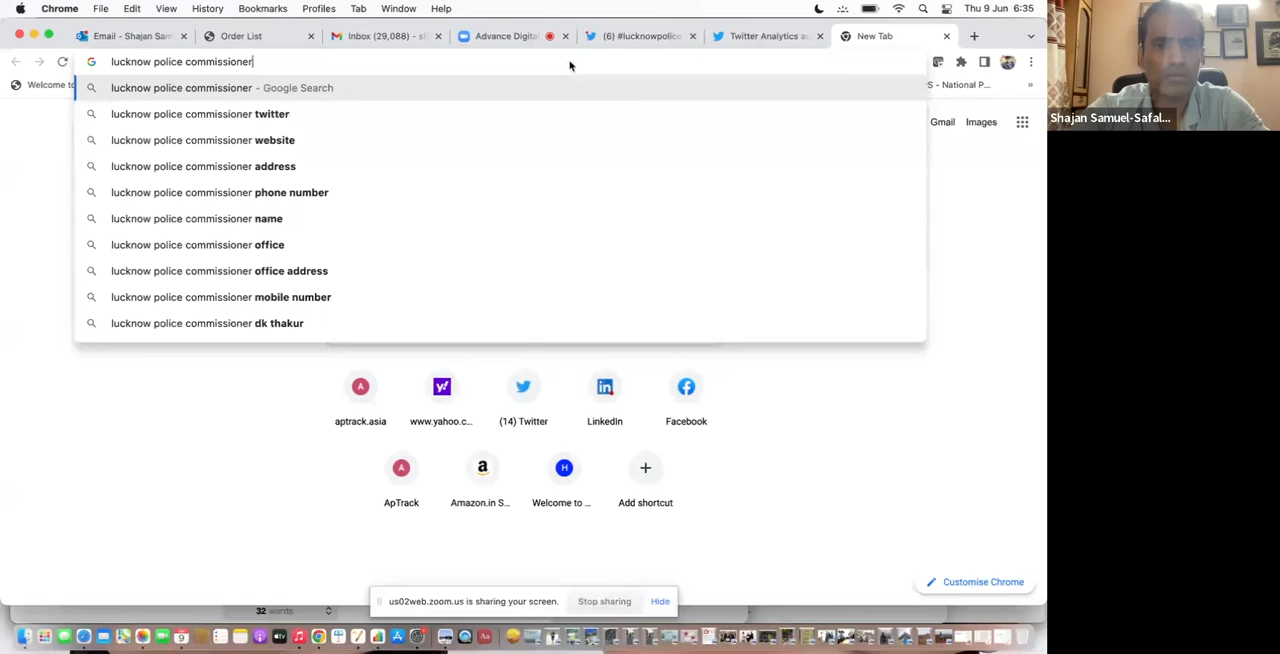 Chrome File Edit View History Bookmarks Profiles Tab Window Help Thu 9 Jun 6:35
Email - Shajan Sam Order List Inbox (29,088) - si Advance Digital (6) #lucknowpolice Twitter Analytics a New Tab
lucknow police commissioner
Welcome to S - National P... »
lucknow police commissioner - Google Search
lucknow police commissioner twitter
Gmail Images
lucknow police commissioner website
lucknow police commissioner address
lucknow police commissioner phone number
lucknow police commissioner name
lucknow police commissioner office
lucknow police commissioner office address
lucknow police commissioner mobile number
lucknow police commissioner dk thakur
Shajan Samuel-Safal...
A y!
aptrack.asia www.yahoo.c... (14) Twitter LinkedIn Facebook
A a H
ApTrack Amazon.in S... Welcome to ... Add shortcut
Customise Chrome
us02web.zoom.us is sharing your screen. Stop sharing Hide
32 words